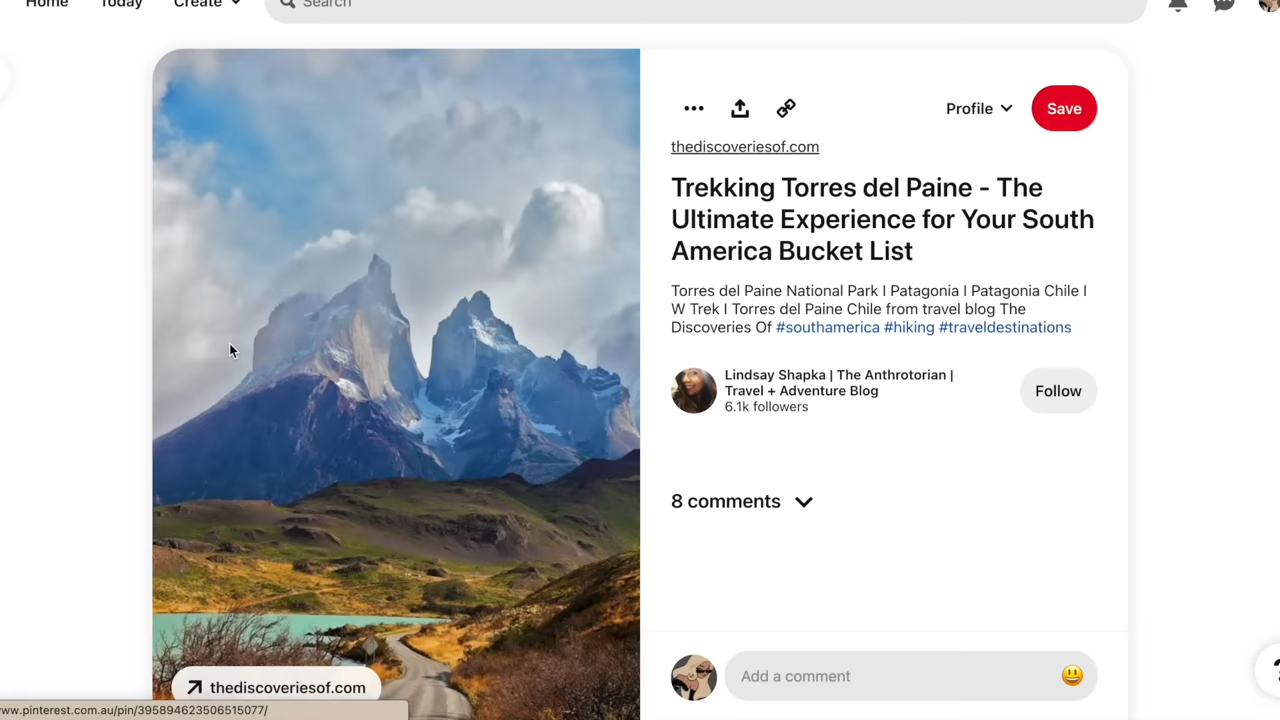 Home Today Create Search
Profile Save
thediscoveriesof.com
Trekking Torres del Paine - The
Ultimate Experience for Your South
America Bucket List
Torres del Paine National Park I Patagonia I Patagonia Chile I
W Trek I Torres del Paine Chile from travel blog The
Discoveries Of #southamerica #hiking #traveldestinations
Lindsay Shapka | The Anthrotorian |
Travel + Adventure Blog
6.1k followers
Follow
8 comments
Add a comment
thediscoveriesof.com
ww.pinterest.com.au/pin/395894623506515077/
?